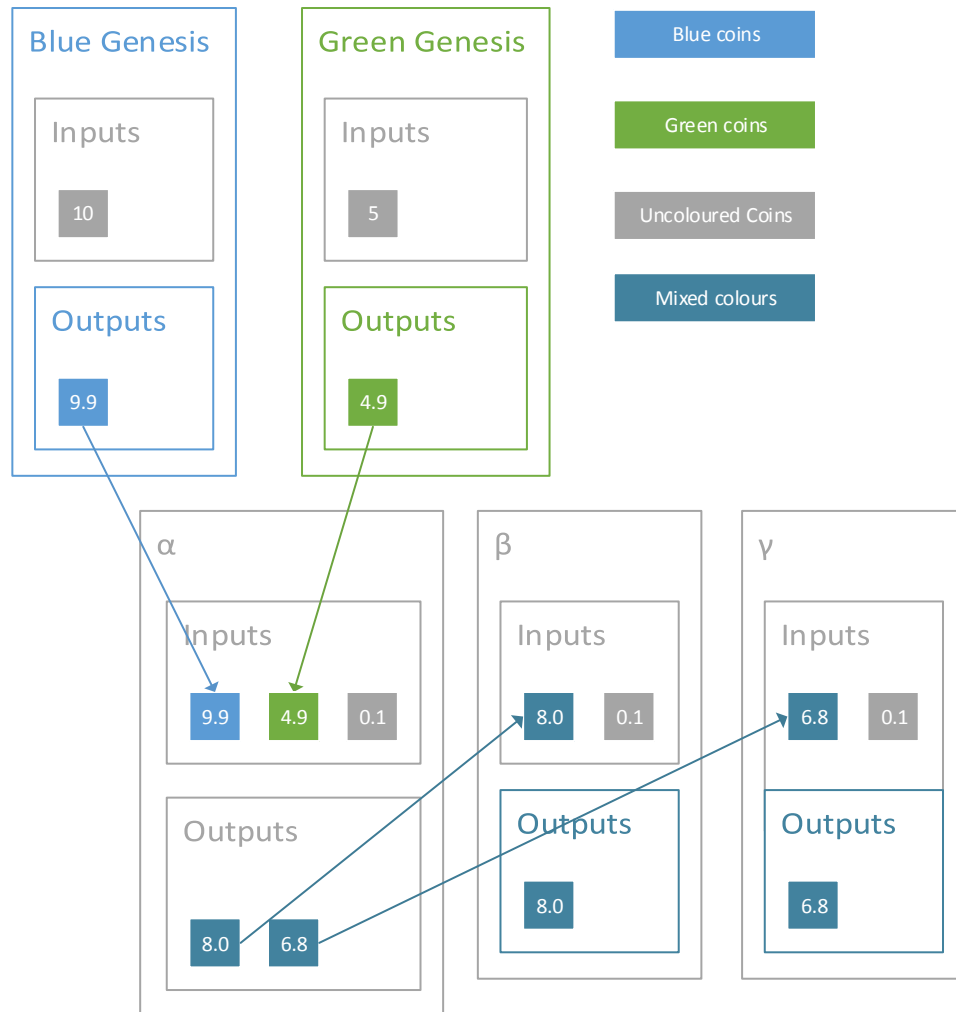 Blue Genesis
Inputs
10
Outputs
9.9
Green Genesis
Inputs
5
Outputs
4.9
Blue coins
Green coins
Uncoloured Coins
Mixed colours
α
Inputs
9.9 4.9 0.1
Outputs
8.0 6.8
β
Inputs
8.0 0.1
Outputs
8.0
γ
Inputs
6.8 0.1
Outputs
6.8